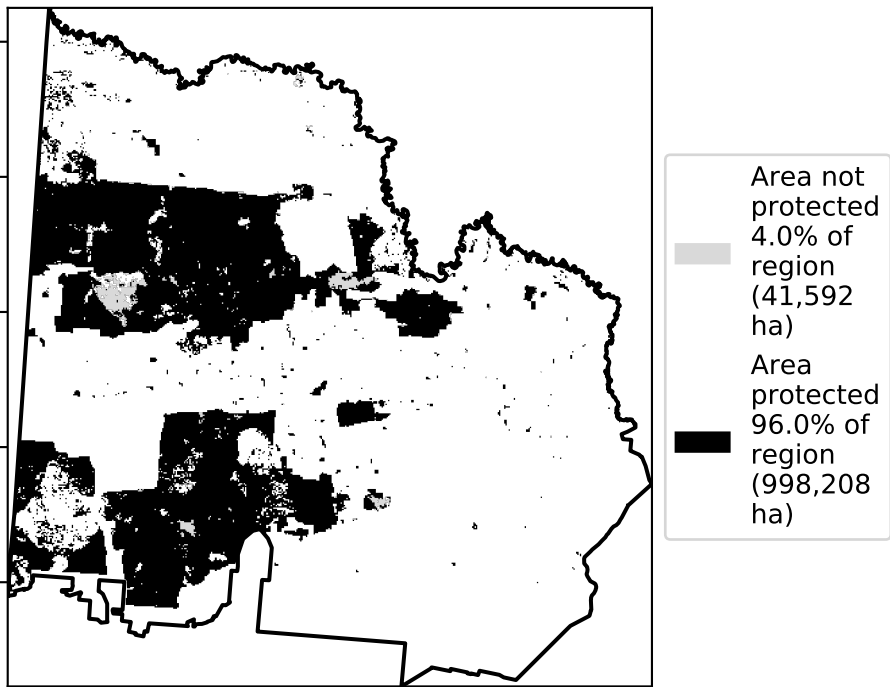 Area not
protected
4.0% of
region
(41,592
ha)
Area
protected
96.0% of
region
(998,208
ha)